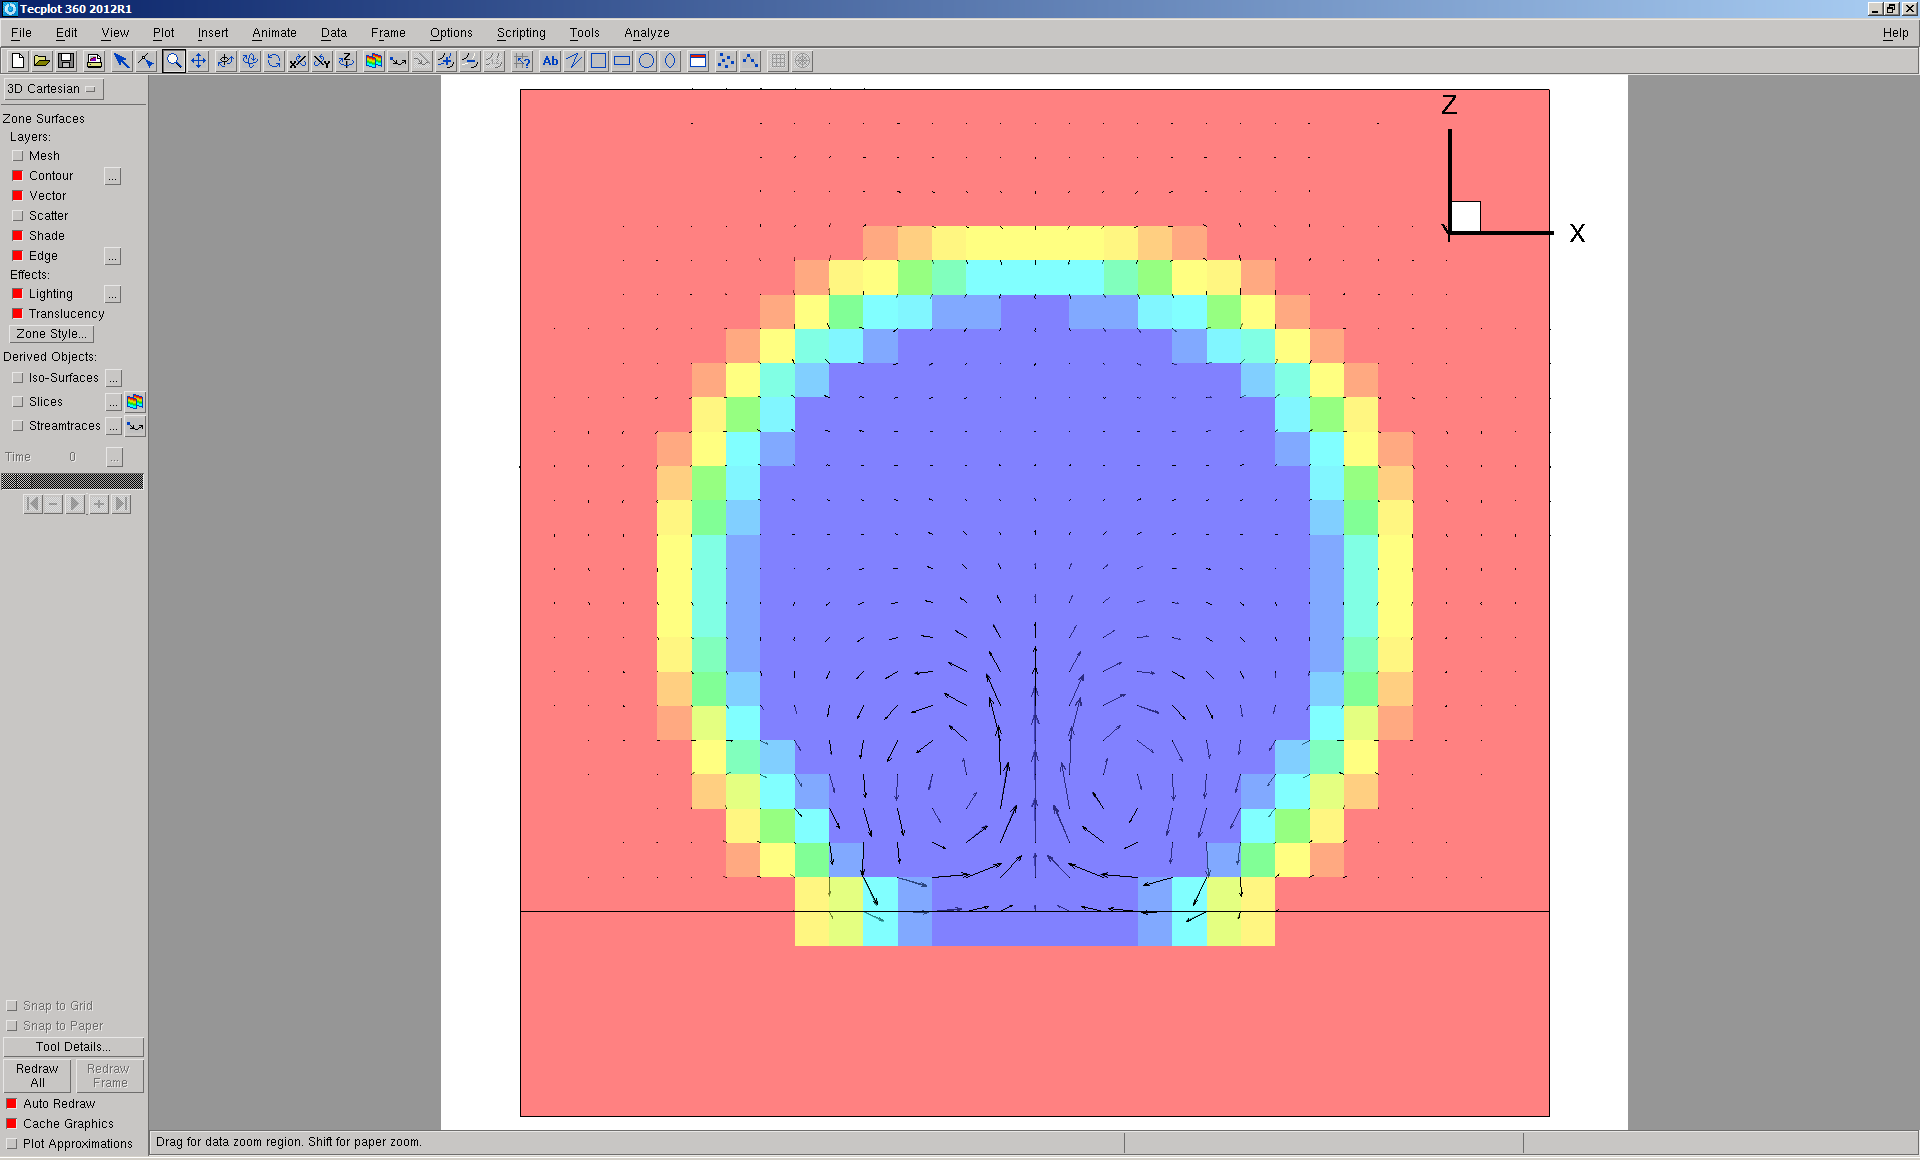 Tecplot 360 2012R1
File Edit View Plot Insert Animate Data Frame Options Scripting Tools Analyze Help
Ab
3D Cartesian
Zone Surfaces
Layers:
Mesh
Contour ...
Vector
Scatter
Shade
Edge ...
Effects:
Lighting ...
Translucency
Zone Style...
Derived Objects:
Iso-Surfaces ...
Slices ...
Streamtraces ...
Time 0 ...
Snap to Grid
Snap to Paper
Tool Details...
Redraw All
Redraw Frame
Auto Redraw
Cache Graphics
Plot Approximations
Z
Y
X
Drag for data zoom region. Shift for paper zoom.